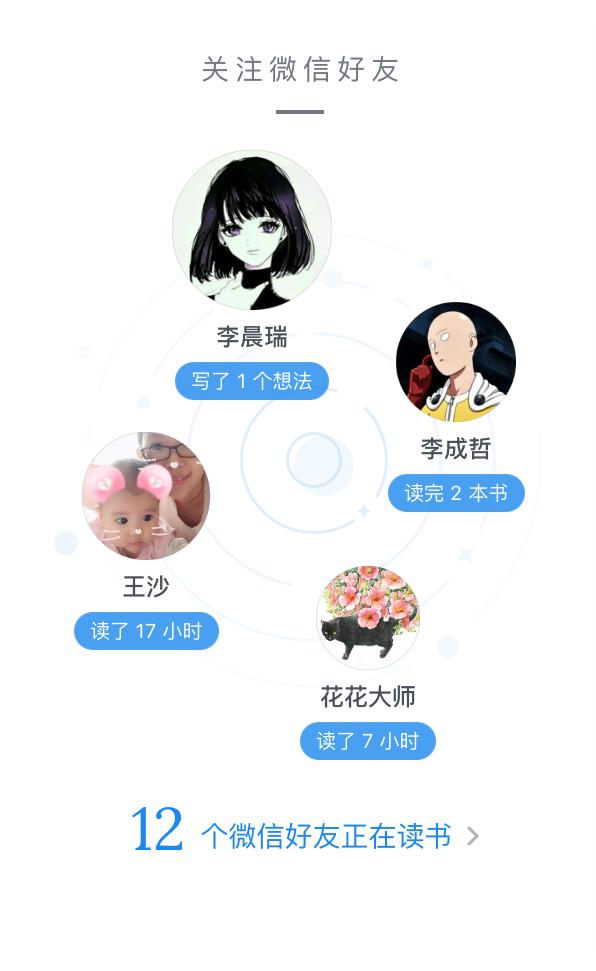 关注微信好友
李晨瑞
写了 1 个想法
李成哲
读完 2 本书
王沙
读了 17 小时
花花大师
读了 7 小时
12 个微信好友正在读书